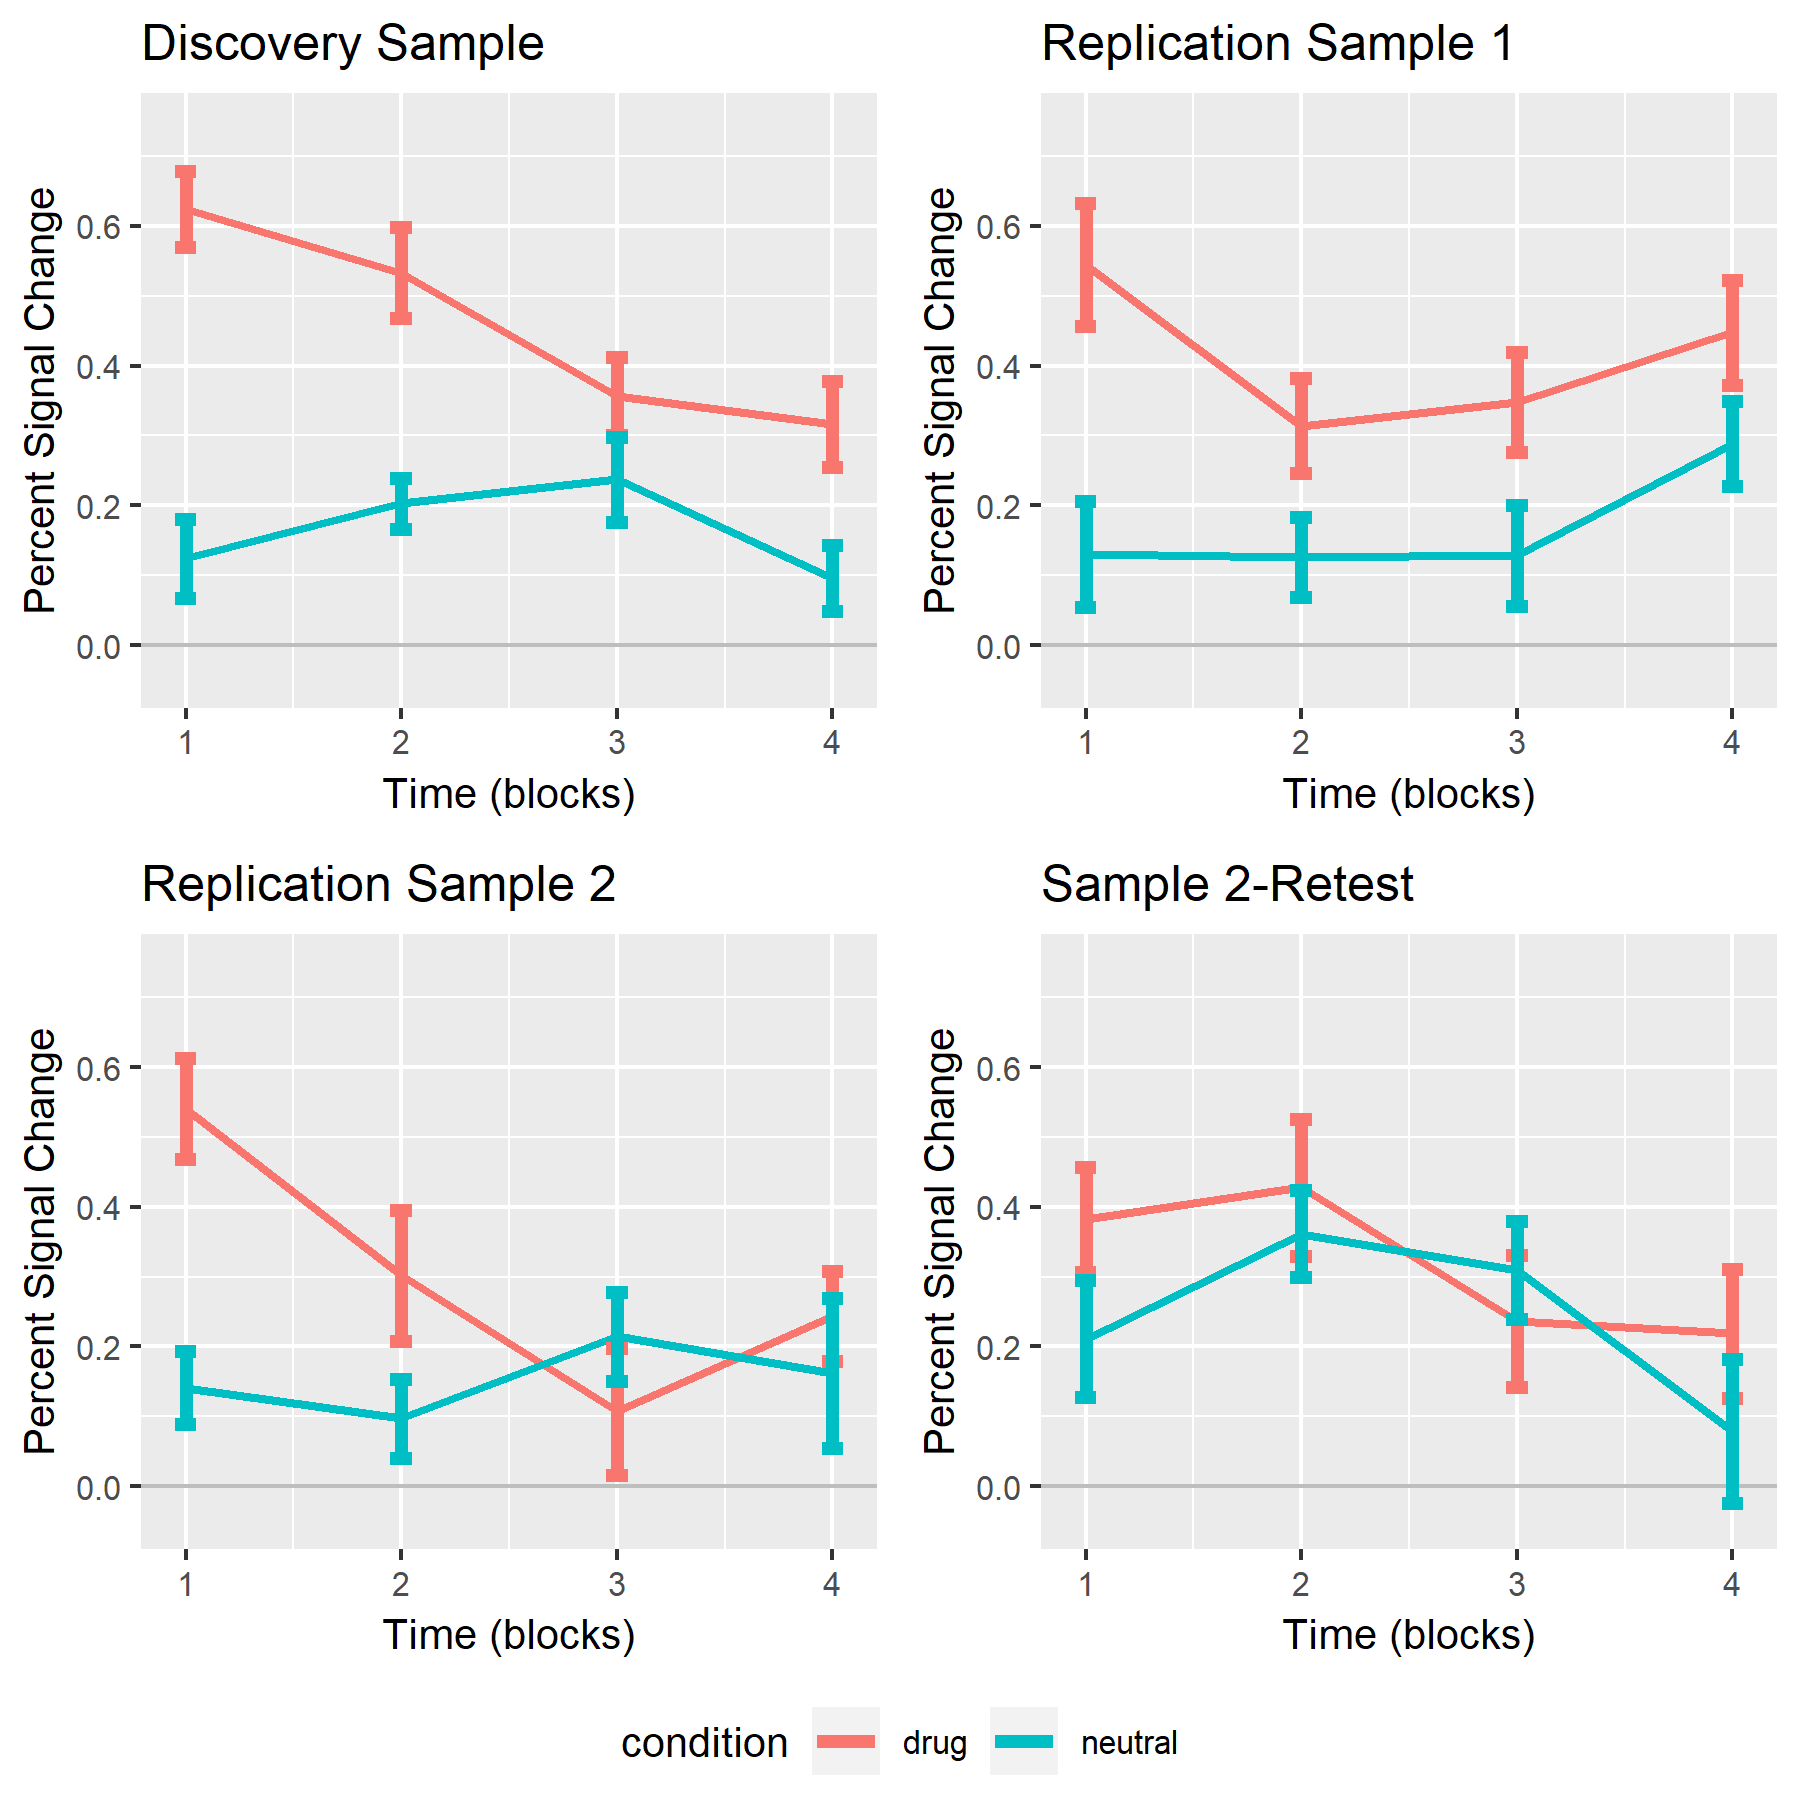 Discovery Sample
Percent Signal Change
0.6
0.4
0.2
0.0
1 2 3 4
Time (blocks)
Replication Sample 1
Percent Signal Change
0.6
0.4
0.2
0.0
1 2 3 4
Time (blocks)
Replication Sample 2
Percent Signal Change
0.6
0.4
0.2
0.0
1 2 3 4
Time (blocks)
Sample 2-Retest
Percent Signal Change
0.6
0.4
0.2
0.0
1 2 3 4
Time (blocks)
condition drug neutral